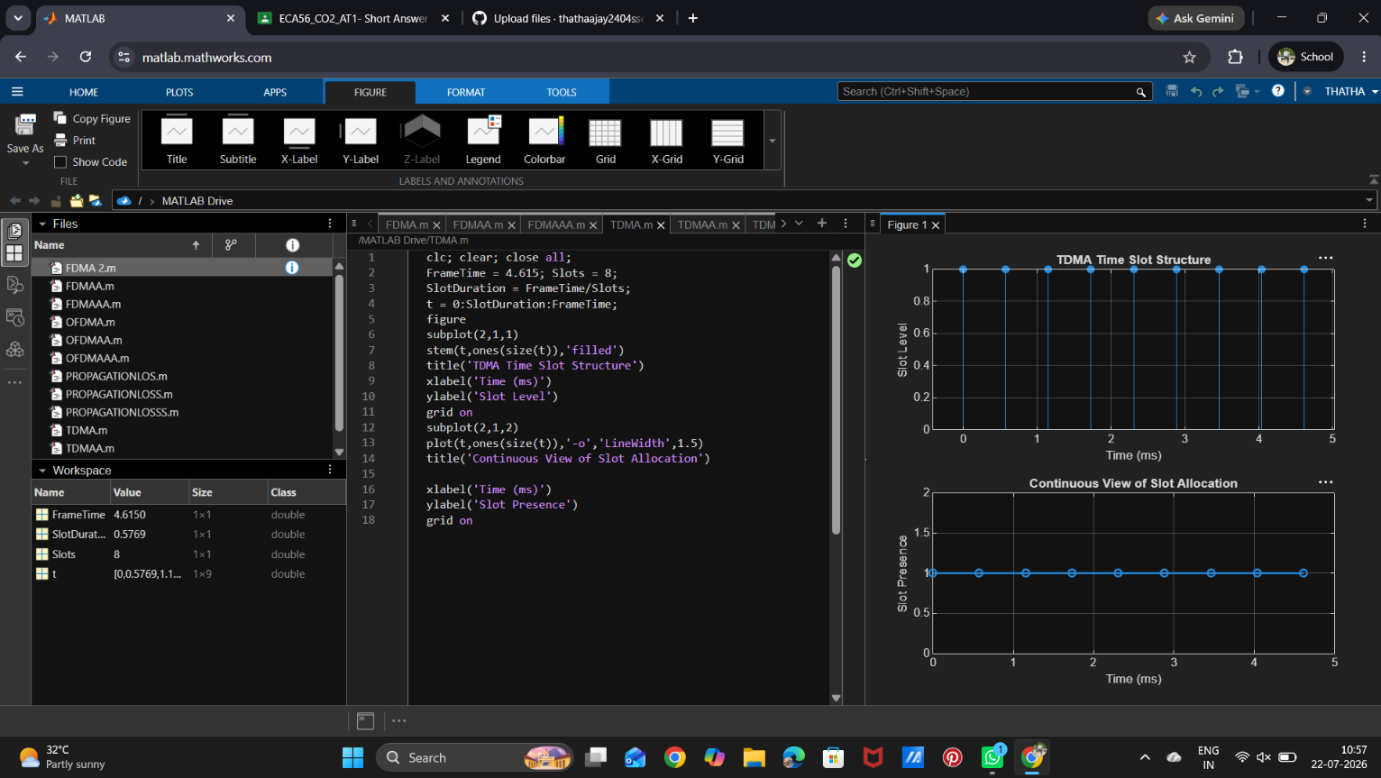 MATLAB
ECA56_CO2_AT1- Short Answer
Upload files · thathaajay2404sse
Ask Gemini
matlab.mathworks.com
School
HOME
PLOTS
APPS
FIGURE
FORMAT
TOOLS
Search (Ctrl+Shift+Space)
THATHA
Save As
Copy Figure
Print
Show Code
FILE
Title
Subtitle
X-Label
Y-Label
Z-Label
Legend
Colorbar
Grid
X-Grid
Y-Grid
LABELS AND ANNOTATIONS
/ › MATLAB Drive
Files
Name
FDMA 2.m
FDMAA.m
FDMAAA.m
OFDMA.m
OFDMAA.m
OFDMAAA.m
PROPAGATIONLOS.m
PROPAGATIONLOSS.m
PROPAGATIONLOSSS.m
TDMA.m
TDMAA.m
Workspace
Name Value Size Class
FrameTime 4.6150 1×1 double
SlotDurat... 0.5769 1×1 double
Slots 8 1×1 double
t [0,0.5769,1.1... 1×9 double
FDMA.m
FDMAA.m
FDMAAA.m
TDMA.m
TDMAA.m
TDM
/MATLAB Drive/TDMA.m
1 clc; clear; close all;
2 FrameTime = 4.615; Slots = 8;
3 SlotDuration = FrameTime/Slots;
4 t = 0:SlotDuration:FrameTime;
5 figure
6 subplot(2,1,1)
7 stem(t,ones(size(t)),'filled')
8 title('TDMA Time Slot Structure')
9 xlabel('Time (ms)')
10 ylabel('Slot Level')
11 grid on
12 subplot(2,1,2)
13 plot(t,ones(size(t)),'-o','LineWidth',1.5)
14 title('Continuous View of Slot Allocation')
15
16 xlabel('Time (ms)')
17 ylabel('Slot Presence')
18 grid on
Figure 1
TDMA Time Slot Structure
Slot Level
1
0.8
0.6
0.4
0.2
0
0 1 2 3 4 5
Time (ms)
Continuous View of Slot Allocation
Slot Presence
2
1.5
1
0.5
0
0 1 2 3 4 5
Time (ms)
32°C
Partly sunny
Search
1
ENG
IN
10:57
22-07-2026